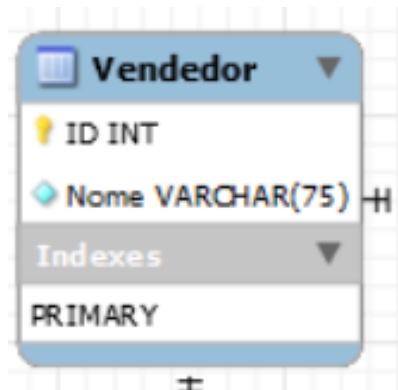 Vendedor
ID INT
Nome VARCHAR(75)
Indexes
PRIMARY